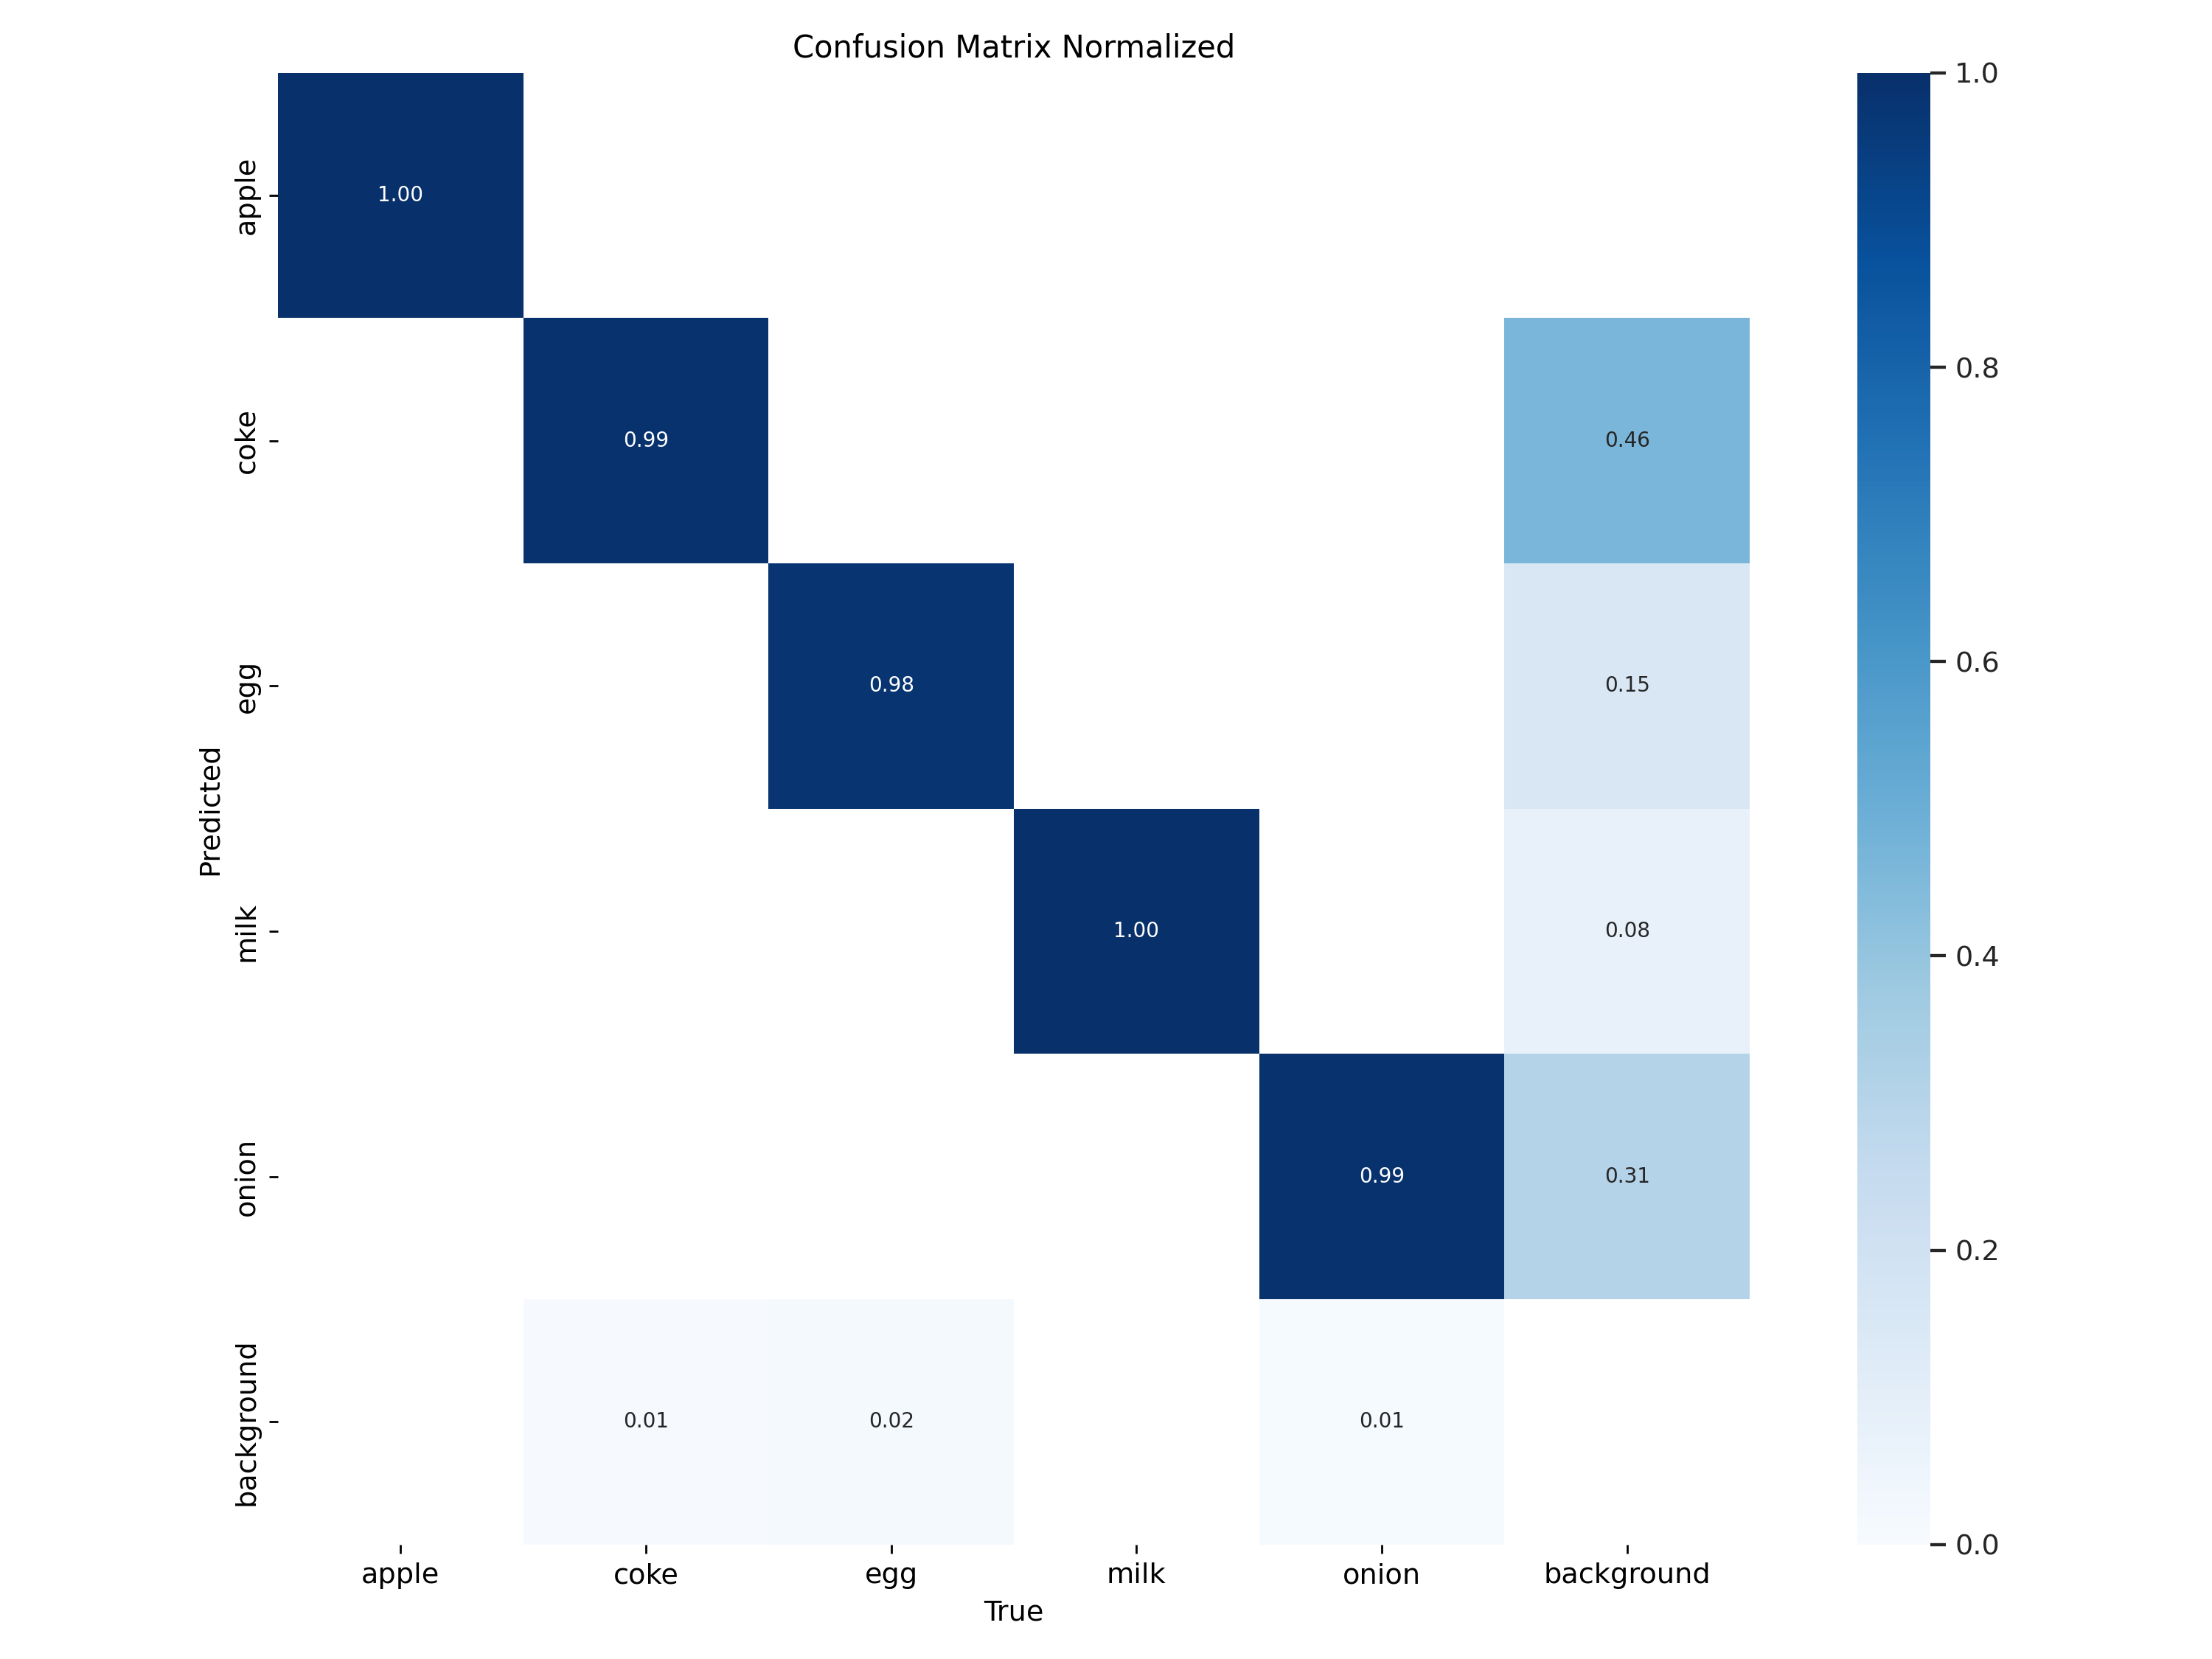 Confusion Matrix Normalized
apple
1.00
coke
0.99
0.46
egg
0.98
0.15
milk
1.00
0.08
onion
0.99
0.31
background
0.01
0.02
0.01
Predicted
apple
coke
egg
milk
onion
background
True
1.0
0.8
0.6
0.4
0.2
0.0